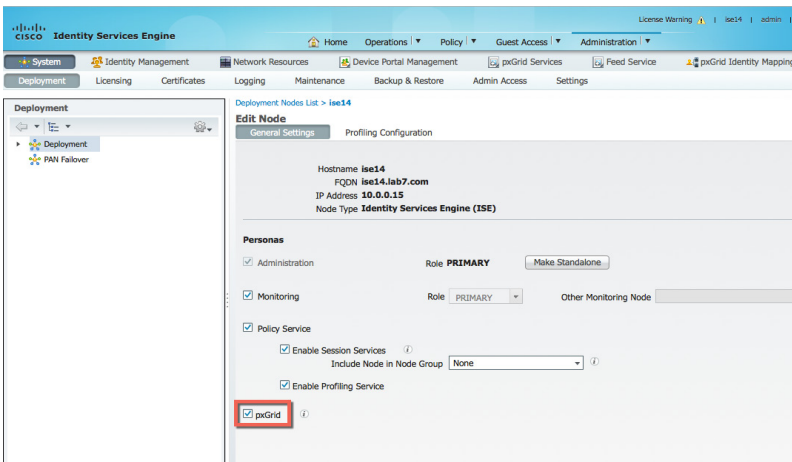 License Warning | ise14 | admin |
CISCO Identity Services Engine
Home Operations Policy Guest Access Administration
System Identity Management Network Resources Device Portal Management pxGrid Services Feed Service pxGrid Identity Mapping
Deployment Licensing Certificates Logging Maintenance Backup & Restore Admin Access Settings
Deployment
Deployment
PAN Failover
Deployment Nodes List > ise14
Edit Node
General Settings Profiling Configuration
Hostname ise14
FQDN ise14.lab7.com
IP Address 10.0.0.15
Node Type Identity Services Engine (ISE)
Personas
Administration Role PRIMARY Make Standalone
Monitoring Role PRIMARY Other Monitoring Node
Policy Service
Enable Session Services
Include Node in Node Group None
Enable Profiling Service
pxGrid